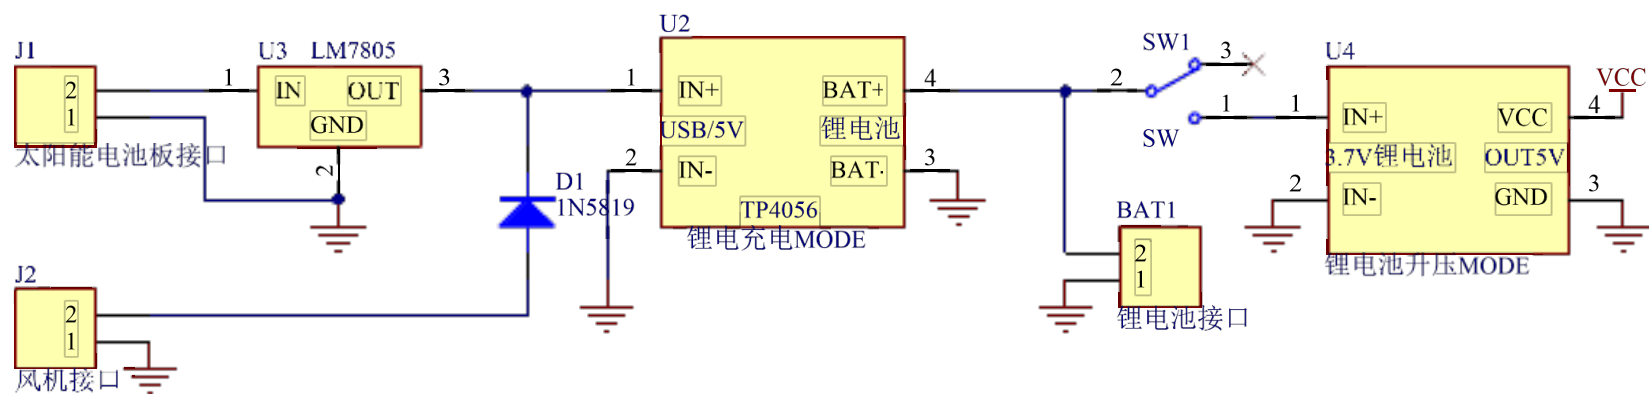 J1
2
1
太阳能电池板接口
U3 LM7805
1
IN
OUT
GND
3
2
D1
1N5819
J2
2
1
风机接口
U2
1
IN+
USB/5V
2
IN-
BAT+
锂电池
4
BAT-
3
TP4056
锂电充电MODE
SW1
3
2
1
SW
BAT1
2
1
锂电池接口
U4
1
IN+
3.7V锂电池
2
IN-
VCC
OUT5V
4
VCC
GND
3
锂电池升压MODE